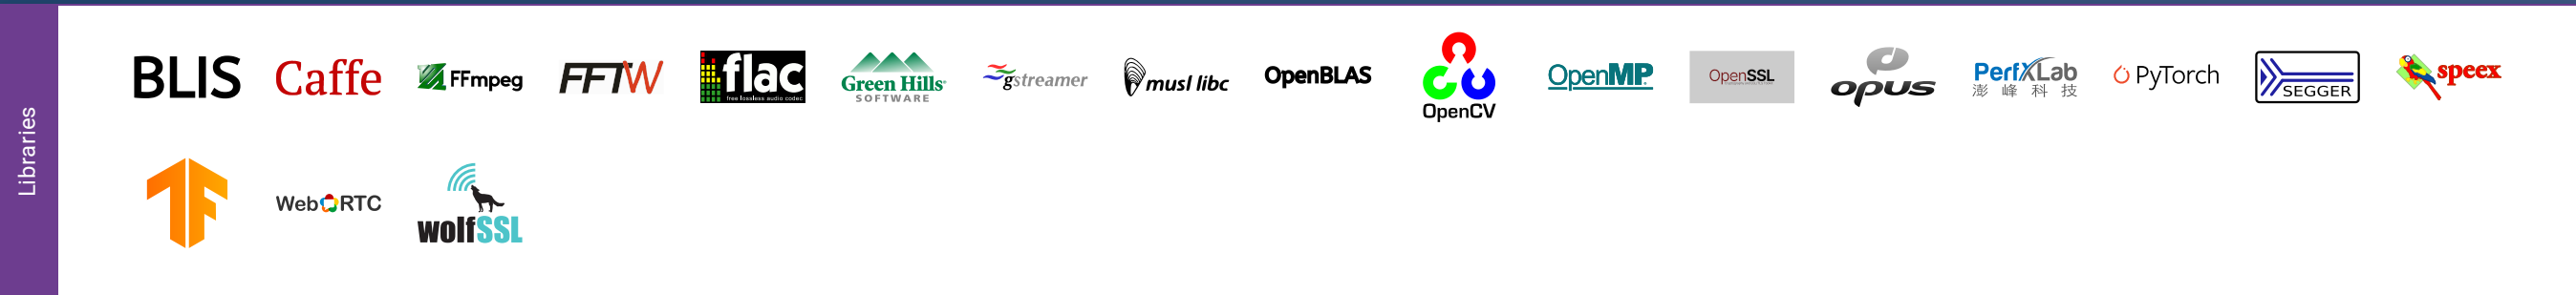 Libraries
BLIS
Caffe
FFmpeg
FFTW
flac
free lossless audio codec
Green Hills®
SOFTWARE
gstreamer
musl libc
OpenBLAS
OpenCV
OpenMP
OpenSSL
opus
PerfXLab
澎峰科技
PyTorch
SEGGER
speex
TF
WebRTC
wolfSSL